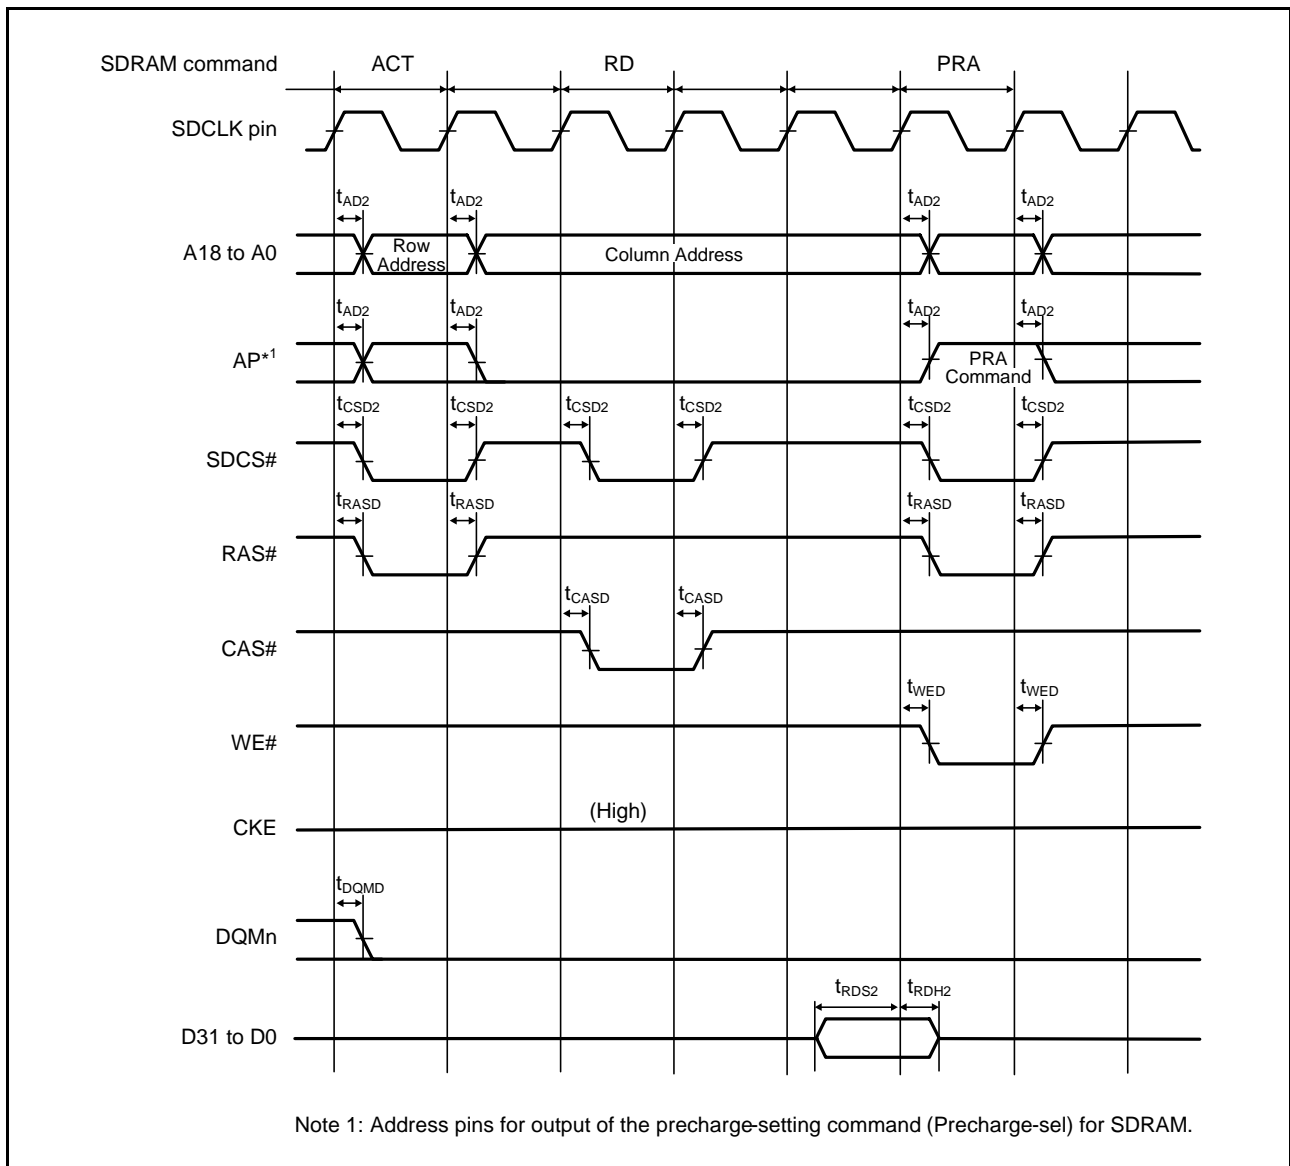 SDRAM command ACT RD PRA
SDCLK pin
tAD2 tAD2 tAD2 tAD2
A18 to A0 Row Address Column Address
tAD2 tAD2 tAD2 tAD2
AP*1 PRA Command
tCSD2 tCSD2 tCSD2 tCSD2 tCSD2 tCSD2
SDCS#
tRASD tRASD tRASD tRASD
RAS#
tCASD tCASD
CAS#
tWED tWED
WE#
(High)
CKE
tDQMD
DQMn
tRDS2 tRDH2
D31 to D0
Note 1: Address pins for output of the precharge-setting command (Precharge-sel) for SDRAM.